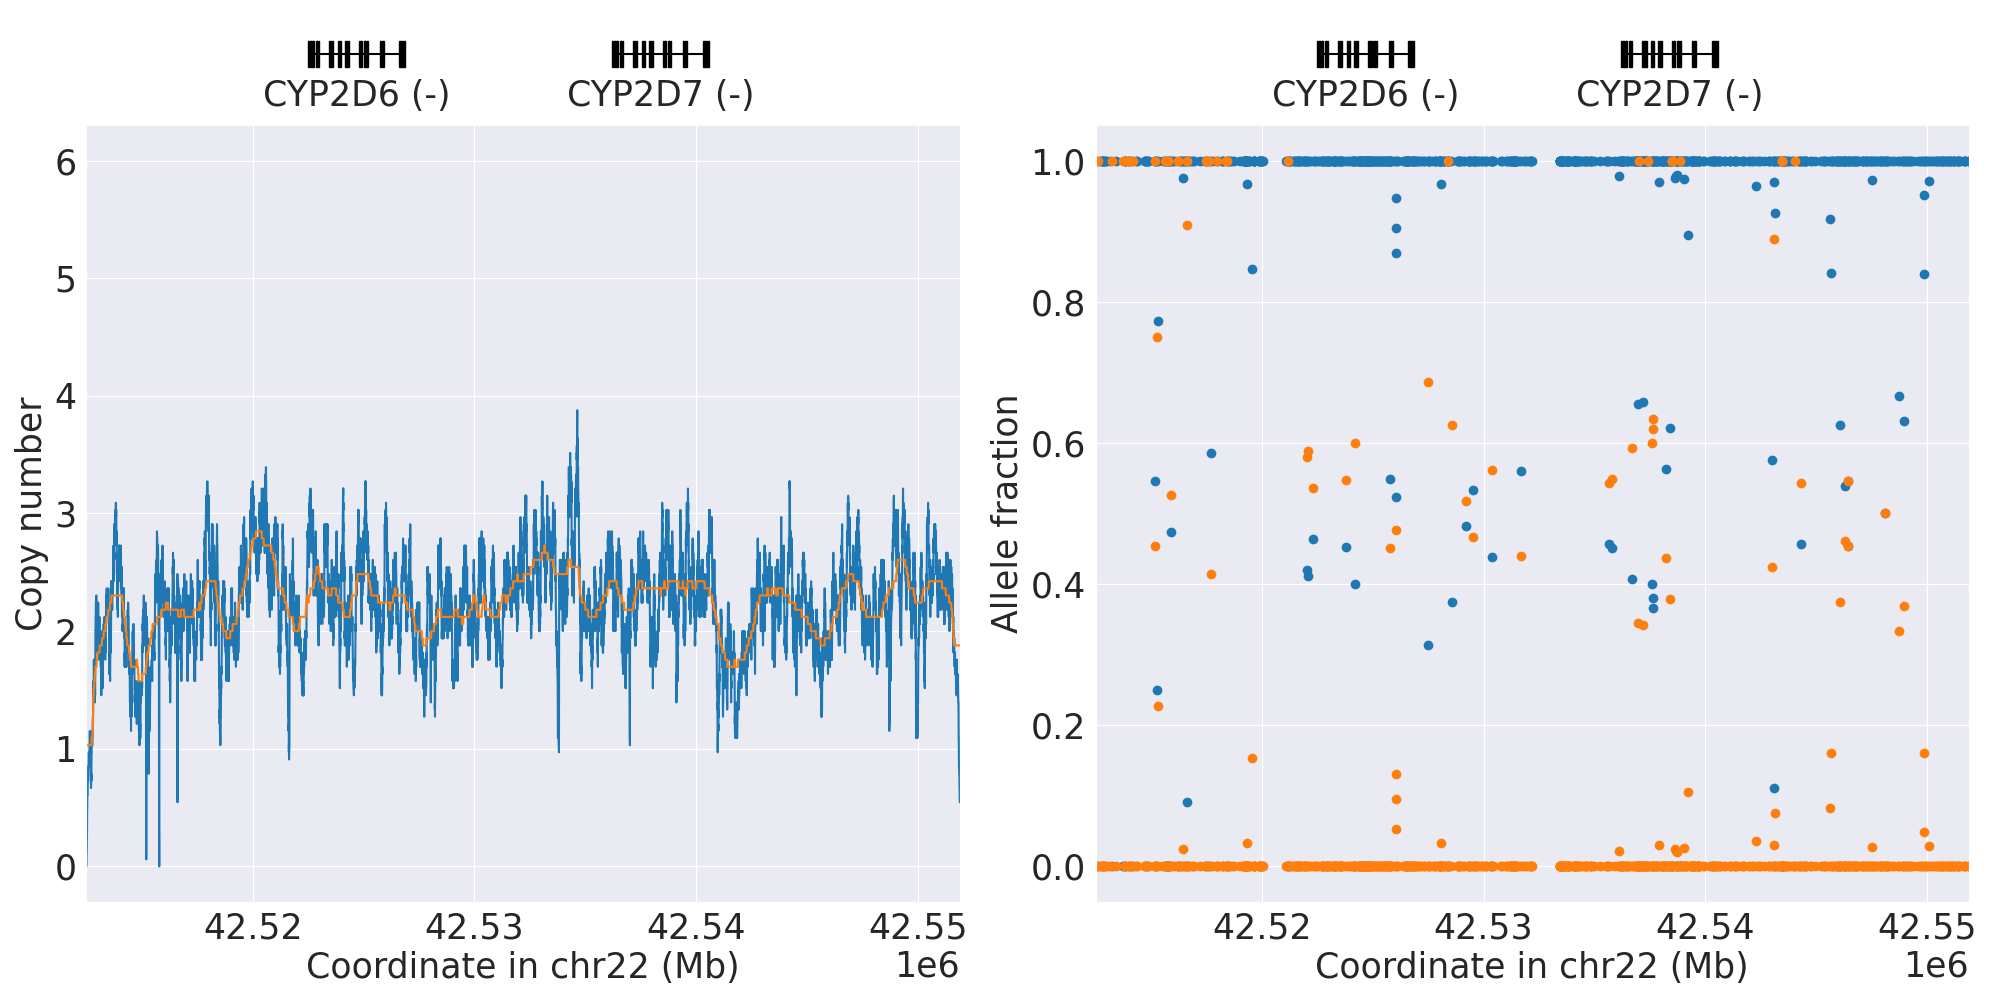 CYP2D6 (-) CYP2D7 (-)
6
5
4
3
2
1
0
Copy number
42.52 42.53 42.54 42.55
Coordinate in chr22 (Mb) 1e6
CYP2D6 (-) CYP2D7 (-)
1.0
0.8
0.6
0.4
0.2
0.0
Allele fraction
42.52 42.53 42.54 42.55
Coordinate in chr22 (Mb) 1e6